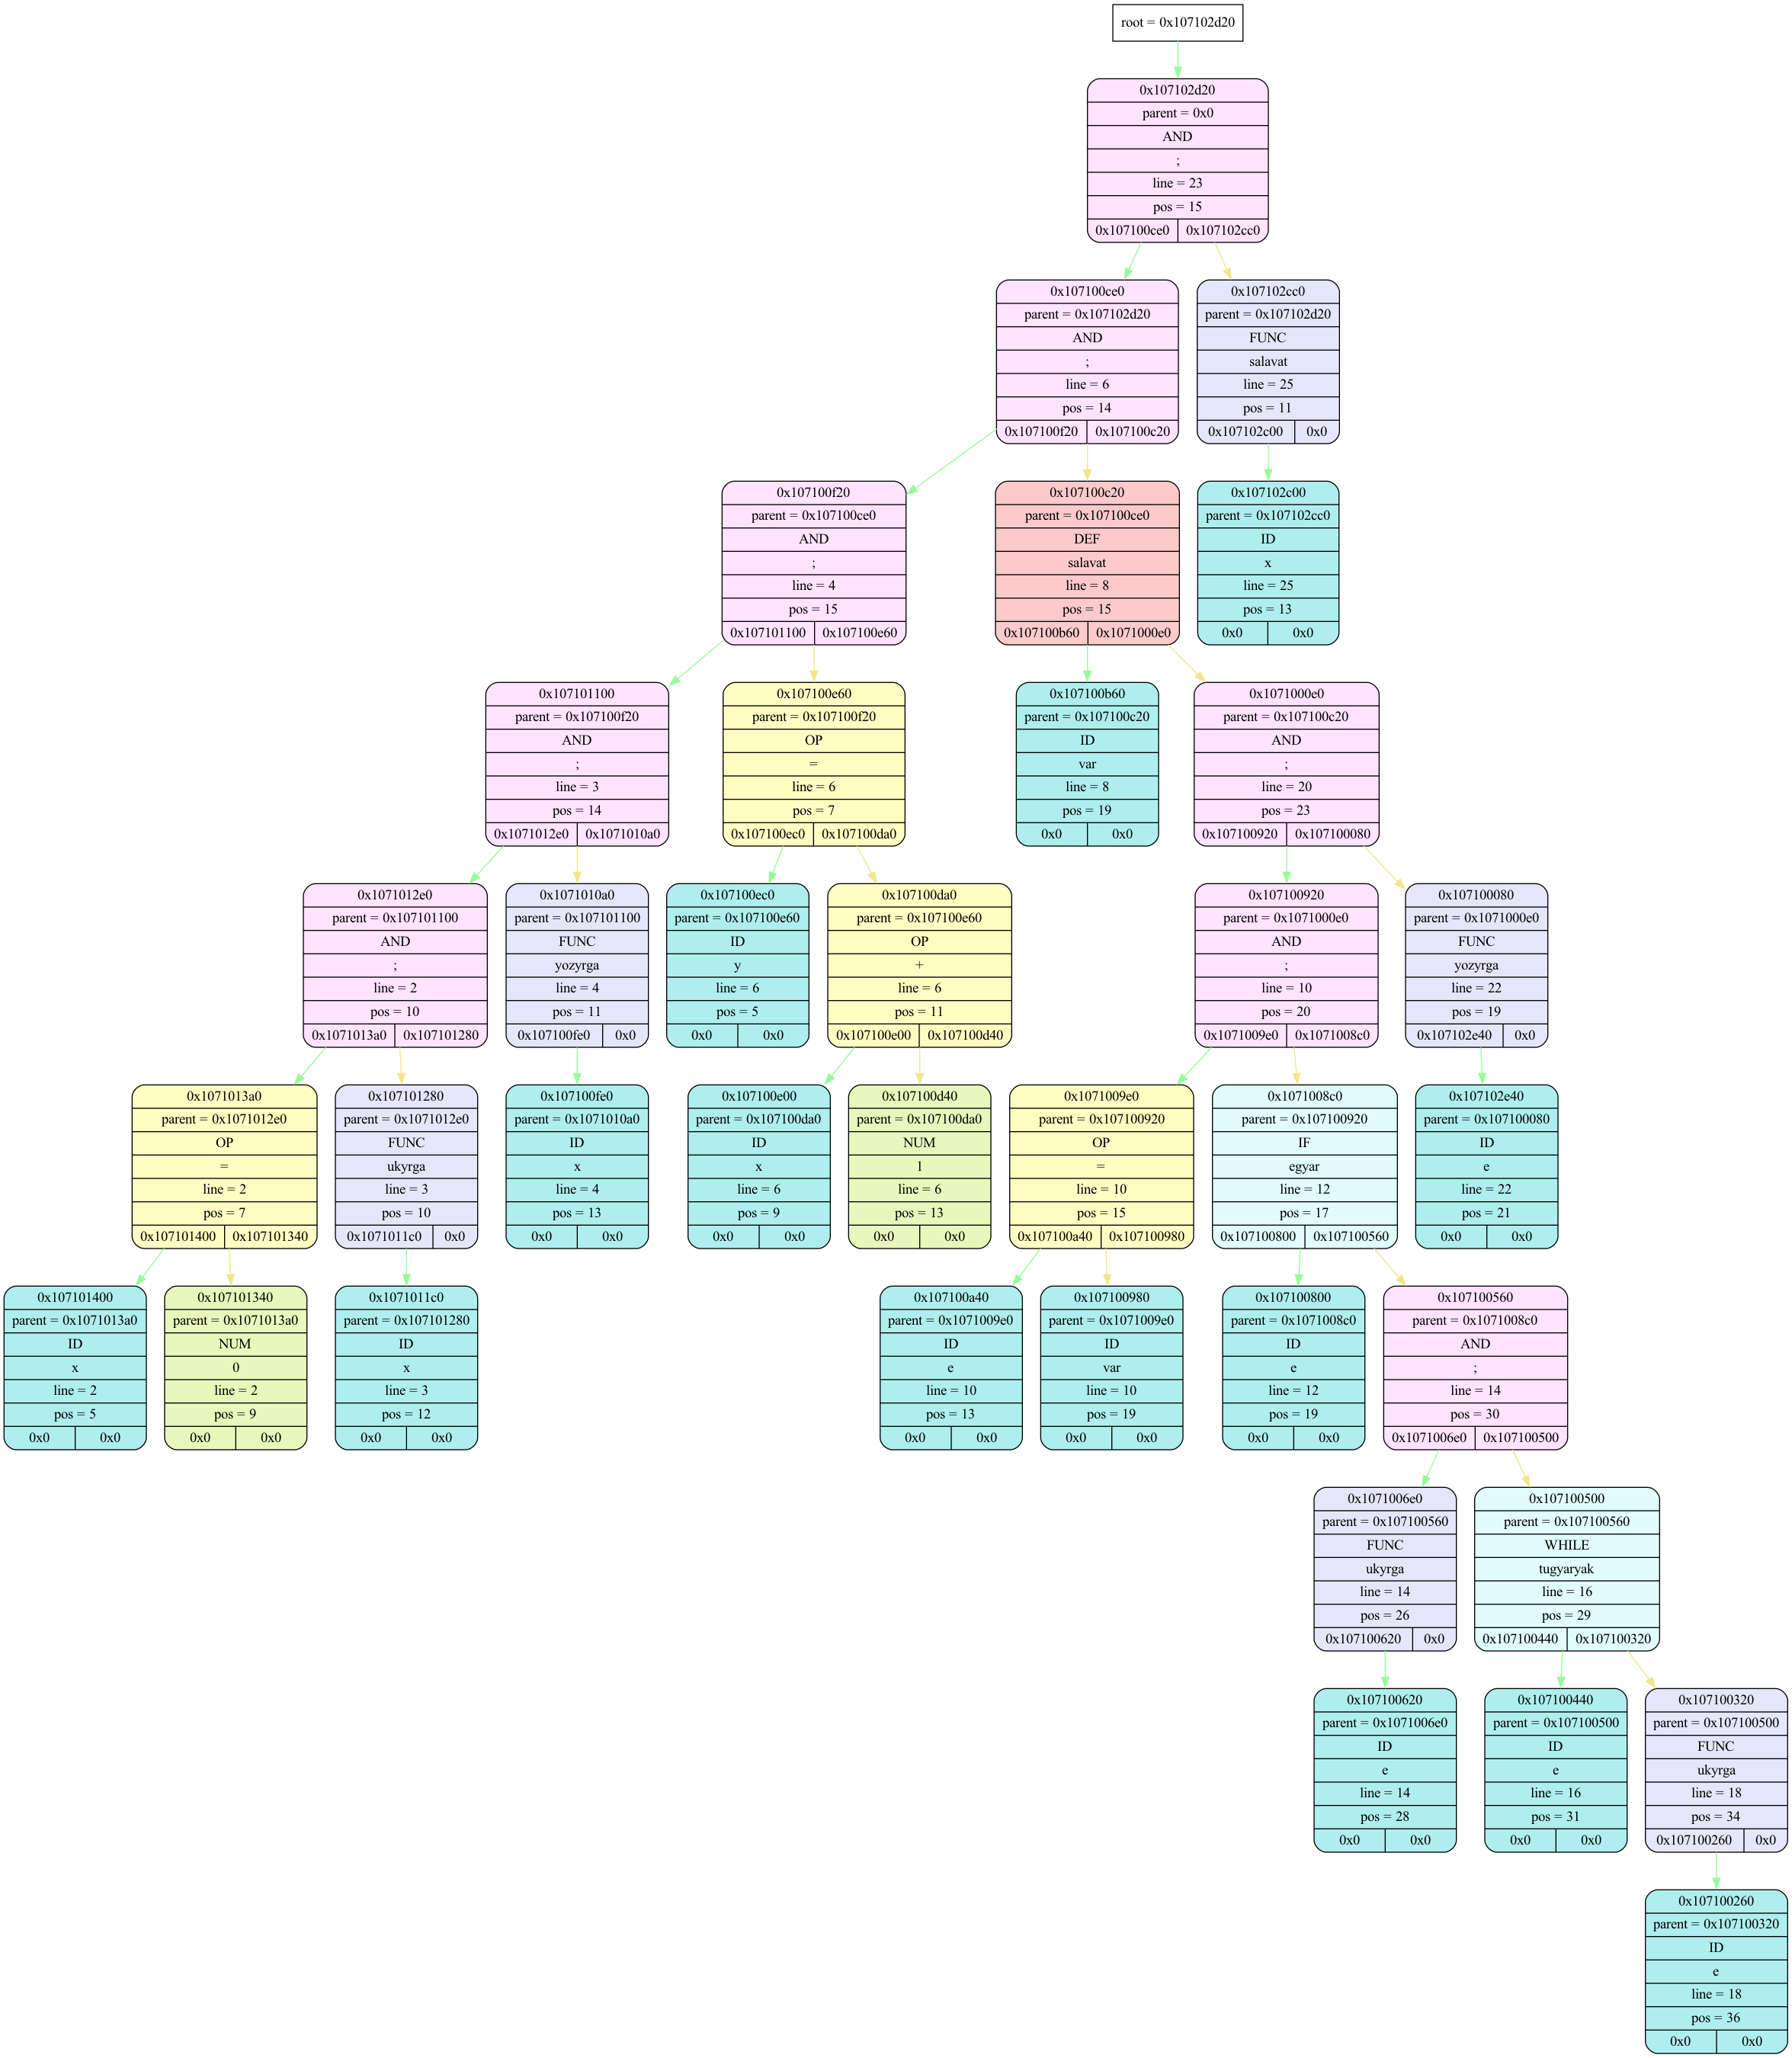 root = 0x107102d20
0x107102d20
parent = 0x0
AND
;
line = 23
pos = 15
0x107100ce0 0x107102cc0
0x107100ce0
parent = 0x107102d20
AND
;
line = 6
pos = 14
0x107100f20 0x107100c20
0x107102cc0
parent = 0x107102d20
FUNC
salavat
line = 25
pos = 11
0x107102c00 0x0
0x107100f20
parent = 0x107100ce0
AND
;
line = 4
pos = 15
0x107101100 0x107100e60
0x107100c20
parent = 0x107100ce0
DEF
salavat
line = 8
pos = 15
0x107100b60 0x1071000e0
0x107102c00
parent = 0x107102cc0
ID
x
line = 25
pos = 13
0x0 0x0
0x107101100
parent = 0x107100f20
AND
;
line = 3
pos = 14
0x1071012e0 0x1071010a0
0x107100e60
parent = 0x107100f20
OP
=
line = 6
pos = 7
0x107100ec0 0x107100da0
0x107100b60
parent = 0x107100c20
ID
var
line = 8
pos = 19
0x0 0x0
0x1071000e0
parent = 0x107100c20
AND
;
line = 20
pos = 23
0x107100920 0x107100080
0x1071012e0
parent = 0x107101100
AND
;
line = 2
pos = 10
0x1071013a0 0x107101280
0x1071010a0
parent = 0x107101100
FUNC
yozyrga
line = 4
pos = 11
0x107100fe0 0x0
0x107100ec0
parent = 0x107100e60
ID
y
line = 6
pos = 5
0x0 0x0
0x107100da0
parent = 0x107100e60
OP
+
line = 6
pos = 11
0x107100e00 0x107100d40
0x107100920
parent = 0x1071000e0
AND
;
line = 10
pos = 20
0x1071009e0 0x1071008c0
0x107100080
parent = 0x1071000e0
FUNC
yozyrga
line = 22
pos = 19
0x107102e40 0x0
0x1071013a0
parent = 0x1071012e0
OP
=
line = 2
pos = 7
0x107101400 0x107101340
0x107101280
parent = 0x1071012e0
FUNC
ukyrga
line = 3
pos = 10
0x1071011c0 0x0
0x107100fe0
parent = 0x1071010a0
ID
x
line = 4
pos = 13
0x0 0x0
0x107100e00
parent = 0x107100da0
ID
x
line = 6
pos = 9
0x0 0x0
0x107100d40
parent = 0x107100da0
NUM
1
line = 6
pos = 13
0x0 0x0
0x1071009e0
parent = 0x107100920
OP
=
line = 10
pos = 15
0x107100a40 0x107100980
0x1071008c0
parent = 0x107100920
IF
egyar
line = 12
pos = 17
0x107100800 0x107100560
0x107102e40
parent = 0x107100080
ID
e
line = 22
pos = 21
0x0 0x0
0x107101400
parent = 0x1071013a0
ID
x
line = 2
pos = 5
0x0 0x0
0x107101340
parent = 0x1071013a0
NUM
0
line = 2
pos = 9
0x0 0x0
0x1071011c0
parent = 0x107101280
ID
x
line = 3
pos = 12
0x0 0x0
0x107100a40
parent = 0x1071009e0
ID
e
line = 10
pos = 13
0x0 0x0
0x107100980
parent = 0x1071009e0
ID
var
line = 10
pos = 19
0x0 0x0
0x107100800
parent = 0x1071008c0
ID
e
line = 12
pos = 19
0x0 0x0
0x107100560
parent = 0x1071008c0
AND
;
line = 14
pos = 30
0x1071006e0 0x107100500
0x1071006e0
parent = 0x107100560
FUNC
ukyrga
line = 14
pos = 26
0x107100620 0x0
0x107100500
parent = 0x107100560
WHILE
tugyaryak
line = 16
pos = 29
0x107100440 0x107100320
0x107100620
parent = 0x1071006e0
ID
e
line = 14
pos = 28
0x0 0x0
0x107100440
parent = 0x107100500
ID
e
line = 16
pos = 31
0x0 0x0
0x107100320
parent = 0x107100500
FUNC
ukyrga
line = 18
pos = 34
0x107100260 0x0
0x107100260
parent = 0x107100320
ID
e
line = 18
pos = 36
0x0 0x0